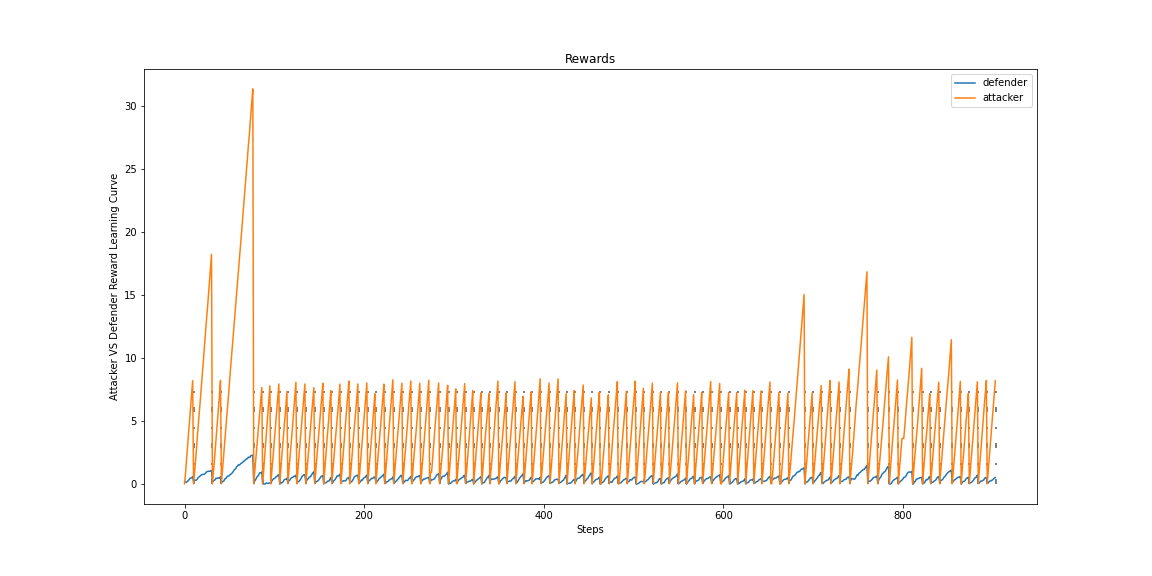 Rewards
defender
attacker
Attacker VS Defender Reward Learning Curve
30
25
20
15
10
5
0
0 200 400 600 800
Steps